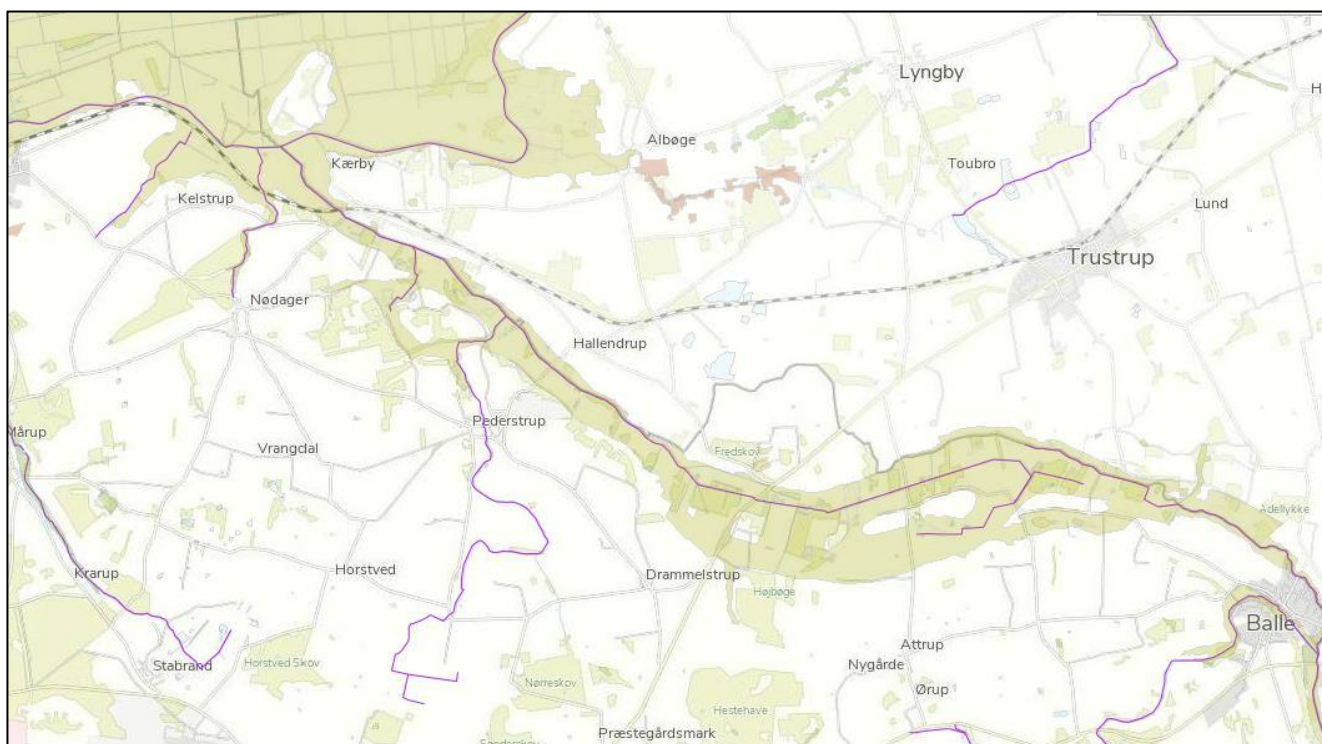 Lyngby
H
Albøge
Kærby
Toubro
Kelstrup
Lund
Trustrup
Nødager
Hallendrup
Pederstrup
Mårup
Vrangdal
Fredskov
Adellykke
Horstved
Krarup
Drammelstrup
Højbøge
Balle
Attrup
Stabrand
Horstved Skov
Nygårde
Nørreskov
Ørup
Hestehave
Præstegårdsmark